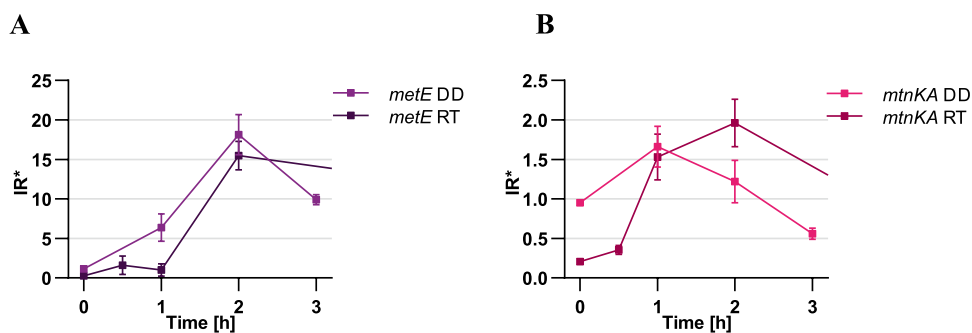 A
IR*
25
20
15
10
5
0
0 1 2 3
Time [h]
metE DD
metE RT
B
IR*
2.5
2.0
1.5
1.0
0.5
0.0
0 1 2 3
Time [h]
mtnKA DD
mtnKA RT